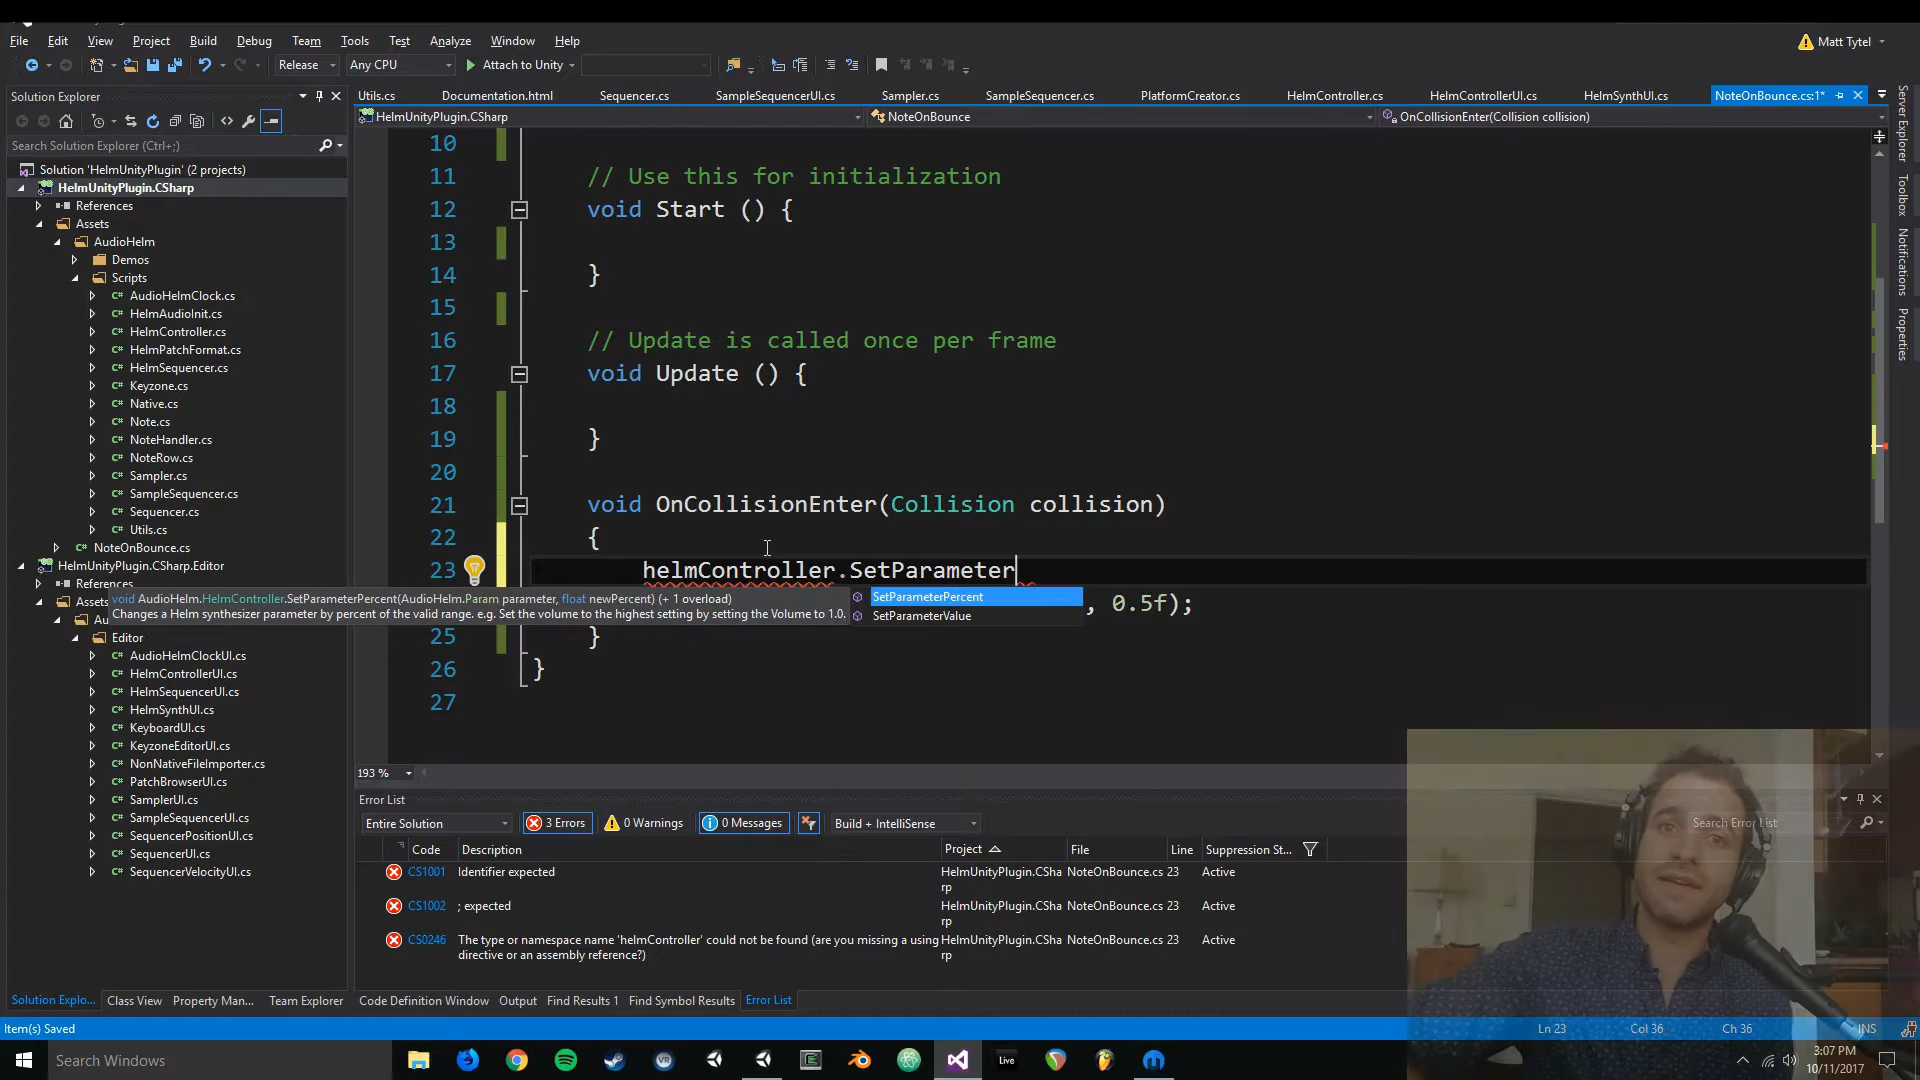 File Edit View Project Build Debug Team Tools Test Analyze Window Help
Matt Tytel
Release Any CPU Attach to Unity
Solution Explorer
Search Solution Explorer (Ctrl+;)
Solution 'HelmUnityPlugin' (2 projects)
HelmUnityPlugin.CSharp
References
Assets
AudioHelm
Demos
Scripts
AudioHelmClock.cs
HelmAudioInit.cs
HelmController.cs
HelmPatchFormat.cs
HelmSequencer.cs
Keyzone.cs
Native.cs
Note.cs
NoteHandler.cs
NoteRow.cs
Sampler.cs
SampleSequencer.cs
Sequencer.cs
Utils.cs
NoteOnBounce.cs
HelmUnityPlugin.CSharp.Editor
References
Assets
Au
Editor
AudioHelmClockUI.cs
HelmControllerUI.cs
HelmSequencerUI.cs
HelmSynthUI.cs
KeyboardUI.cs
KeyzoneEditorUI.cs
NonNativeFileImporter.cs
PatchBrowserUI.cs
SamplerUI.cs
SampleSequencerUI.cs
SequencerPositionUI.cs
SequencerUI.cs
SequencerVelocityUI.cs
Solution Explo... Class View Property Man... Team Explorer
Utils.cs Documentation.html Sequencer.cs SampleSequencerUI.cs Sampler.cs SampleSequencer.cs PlatformCreator.cs HelmController.cs HelmControllerUI.cs HelmSynthUI.cs NoteOnBounce.cs:1*
HelmUnityPlugin.CSharp NoteOnBounce OnCollisionEnter(Collision collision)
10
11 // Use this for initialization
12 void Start () {
13
14 }
15
16 // Update is called once per frame
17 void Update () {
18
19 }
20
21 void OnCollisionEnter(Collision collision)
22 {
23 helmController.SetParameter
void AudioHelm.HelmController.SetParameterPercent(AudioHelm.Param parameter, float newPercent) (+ 1 overload)
Changes a Helm synthesizer parameter by percent of the valid range. e.g. Set the volume to the highest setting by setting the Volume to 1.0.
SetParameterPercent
SetParameterValue
, 0.5f);
25 }
26 }
27
193 %
Error List
Entire Solution 3 Errors 0 Warnings 0 Messages Build + IntelliSense Search Error List
Code Description Project File Line Suppression St...
CS1001 Identifier expected HelmUnityPlugin.CSha
rp NoteOnBounce.cs 23 Active
CS1002 ; expected HelmUnityPlugin.CSha
rp NoteOnBounce.cs 23 Active
CS0246 The type or namespace name 'helmController' could not be found (are you missing a using
directive or an assembly reference?) HelmUnityPlugin.CSha
rp NoteOnBounce.cs 23 Active
Code Definition Window Output Find Results 1 Find Symbol Results Error List
Server Explorer
Toolbox
Notifications
Properties
Item(s) Saved Ln 23 Col 36 Ch 36 INS
Search Windows
Live
3:07 PM
10/11/2017